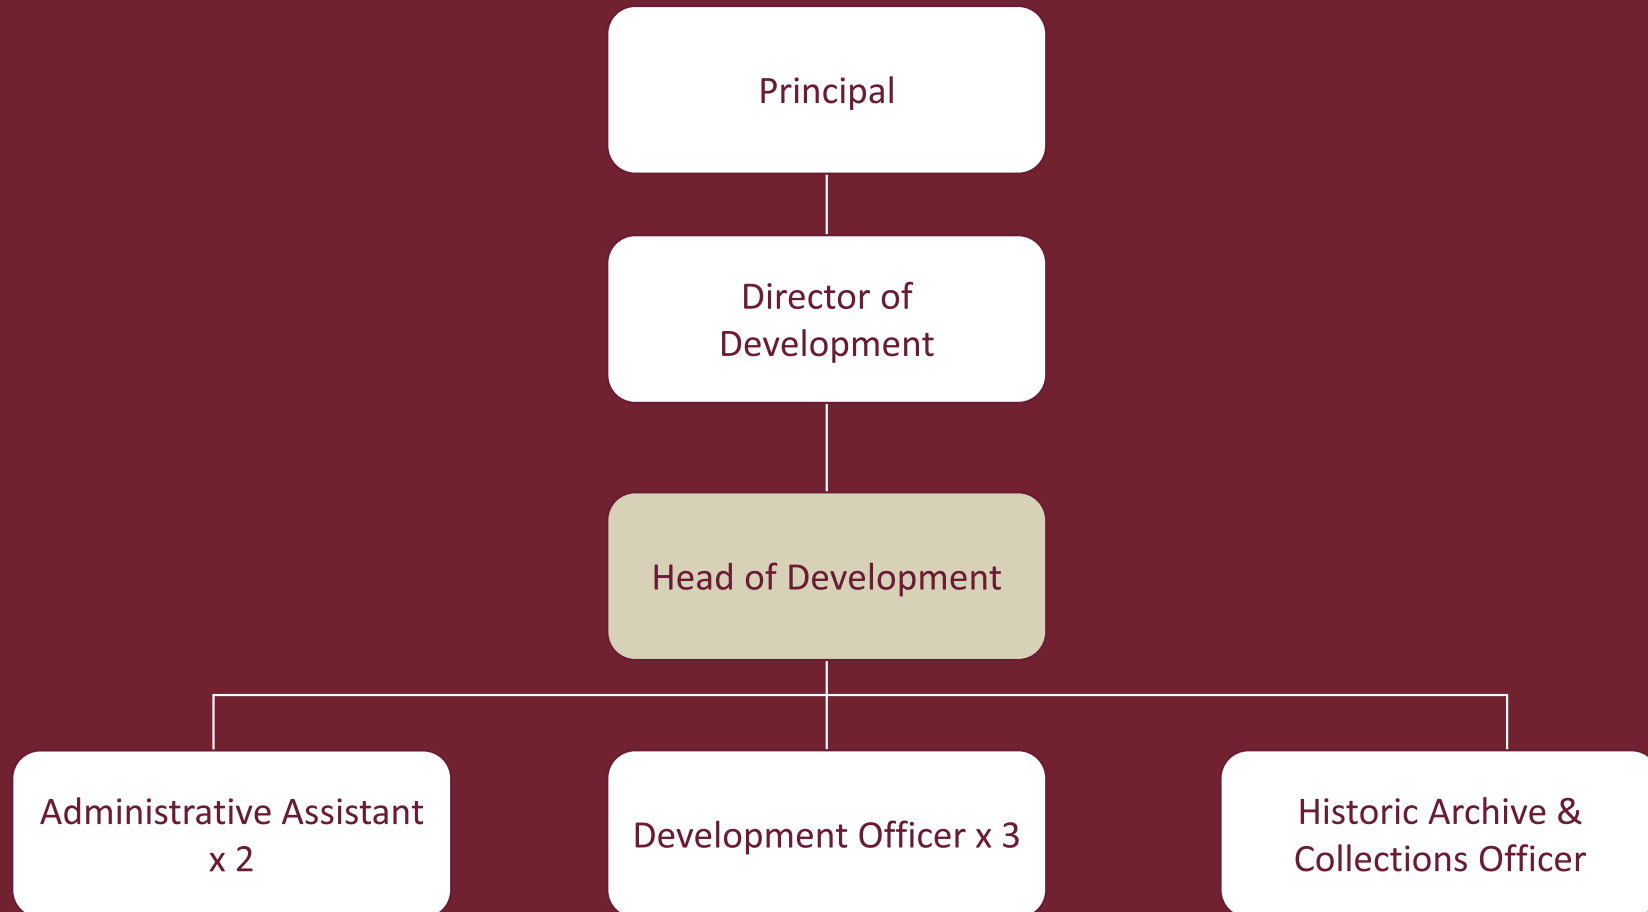 Principal
Director of
Development
Head of Development
Administrative Assistant
x 2
Development Officer x 3
Historic Archive &
Collections Officer